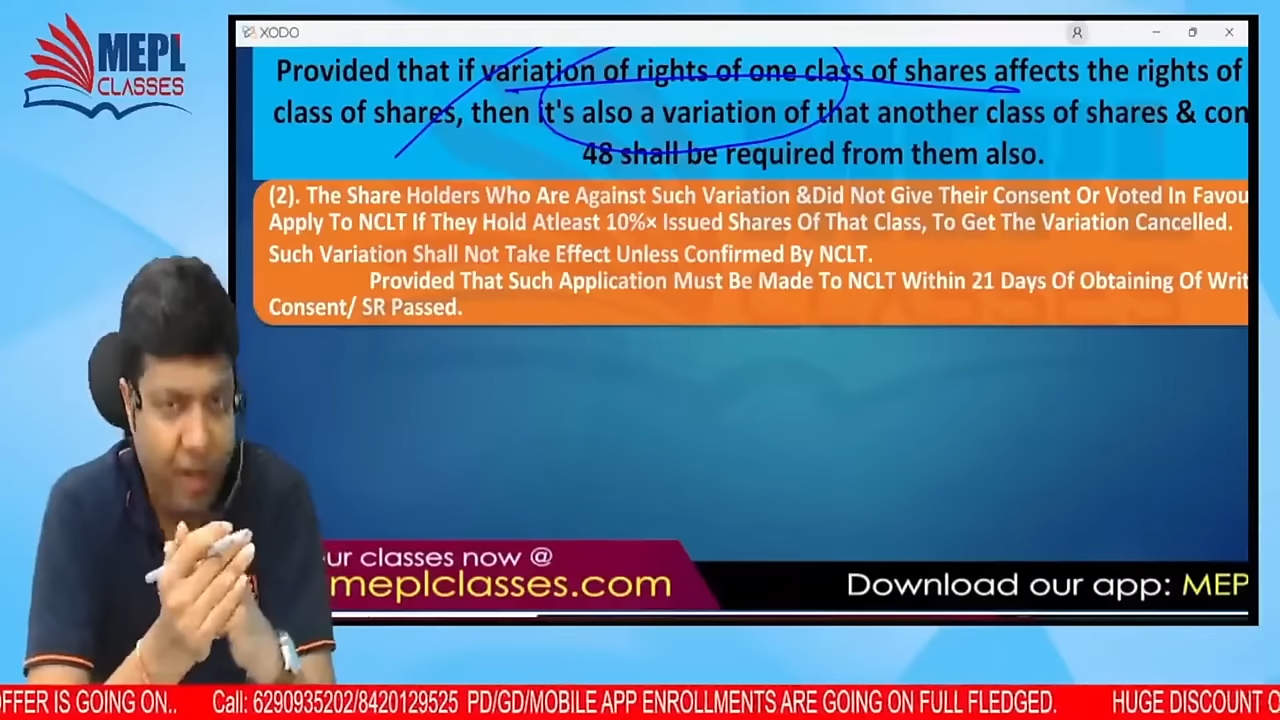 MEPL
CLASSES
XODO
Provided that if variation of rights of one class of shares affects the rights of
class of shares, then it's also a variation of that another class of shares & con
48 shall be required from them also.
(2). The Share Holders Who Are Against Such Variation &Did Not Give Their Consent Or Voted In Favou
Apply To NCLT If They Hold Atleast 10%× Issued Shares Of That Class, To Get The Variation Cancelled.
Such Variation Shall Not Take Effect Unless Confirmed By NCLT.
Provided That Such Application Must Be Made To NCLT Within 21 Days Of Obtaining Of Writ
Consent/ SR Passed.
ur classes now @
meplclasses.com
Download our app: MEP
OFFER IS GOING ON.. Call: 6290935202/8420129525 PD/GD/MOBILE APP ENROLLMENTS ARE GOING ON FULL FLEDGED. HUGE DISCOUNT